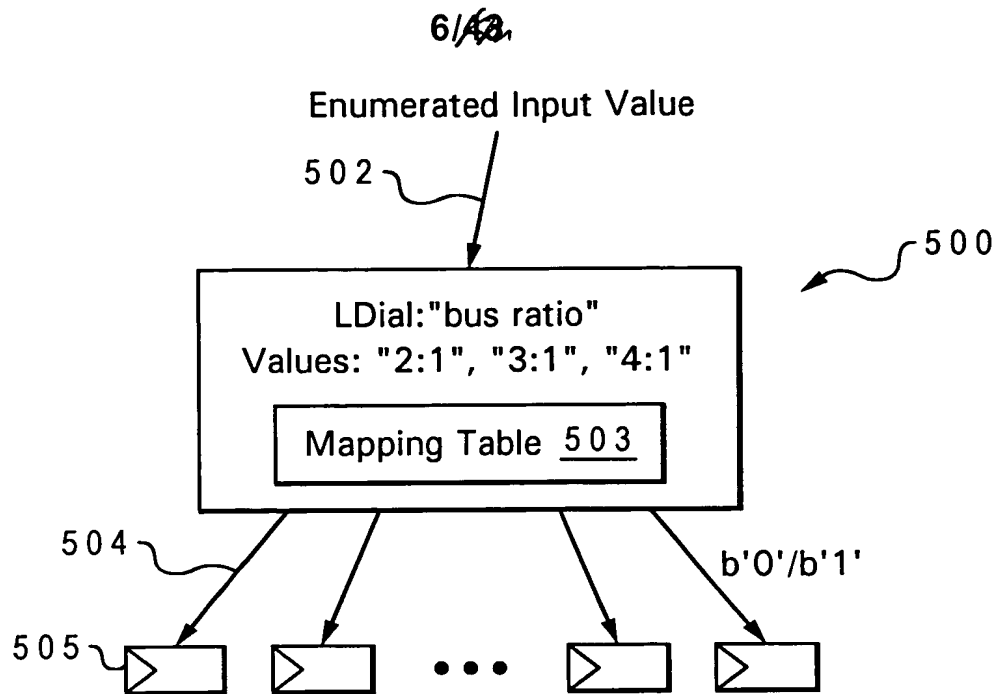 6/
Enumerated Input Value
502
500
LDial:"bus ratio"
Values: "2:1", "3:1", "4:1"
Mapping Table 503
504
b'0'/b'1'
505